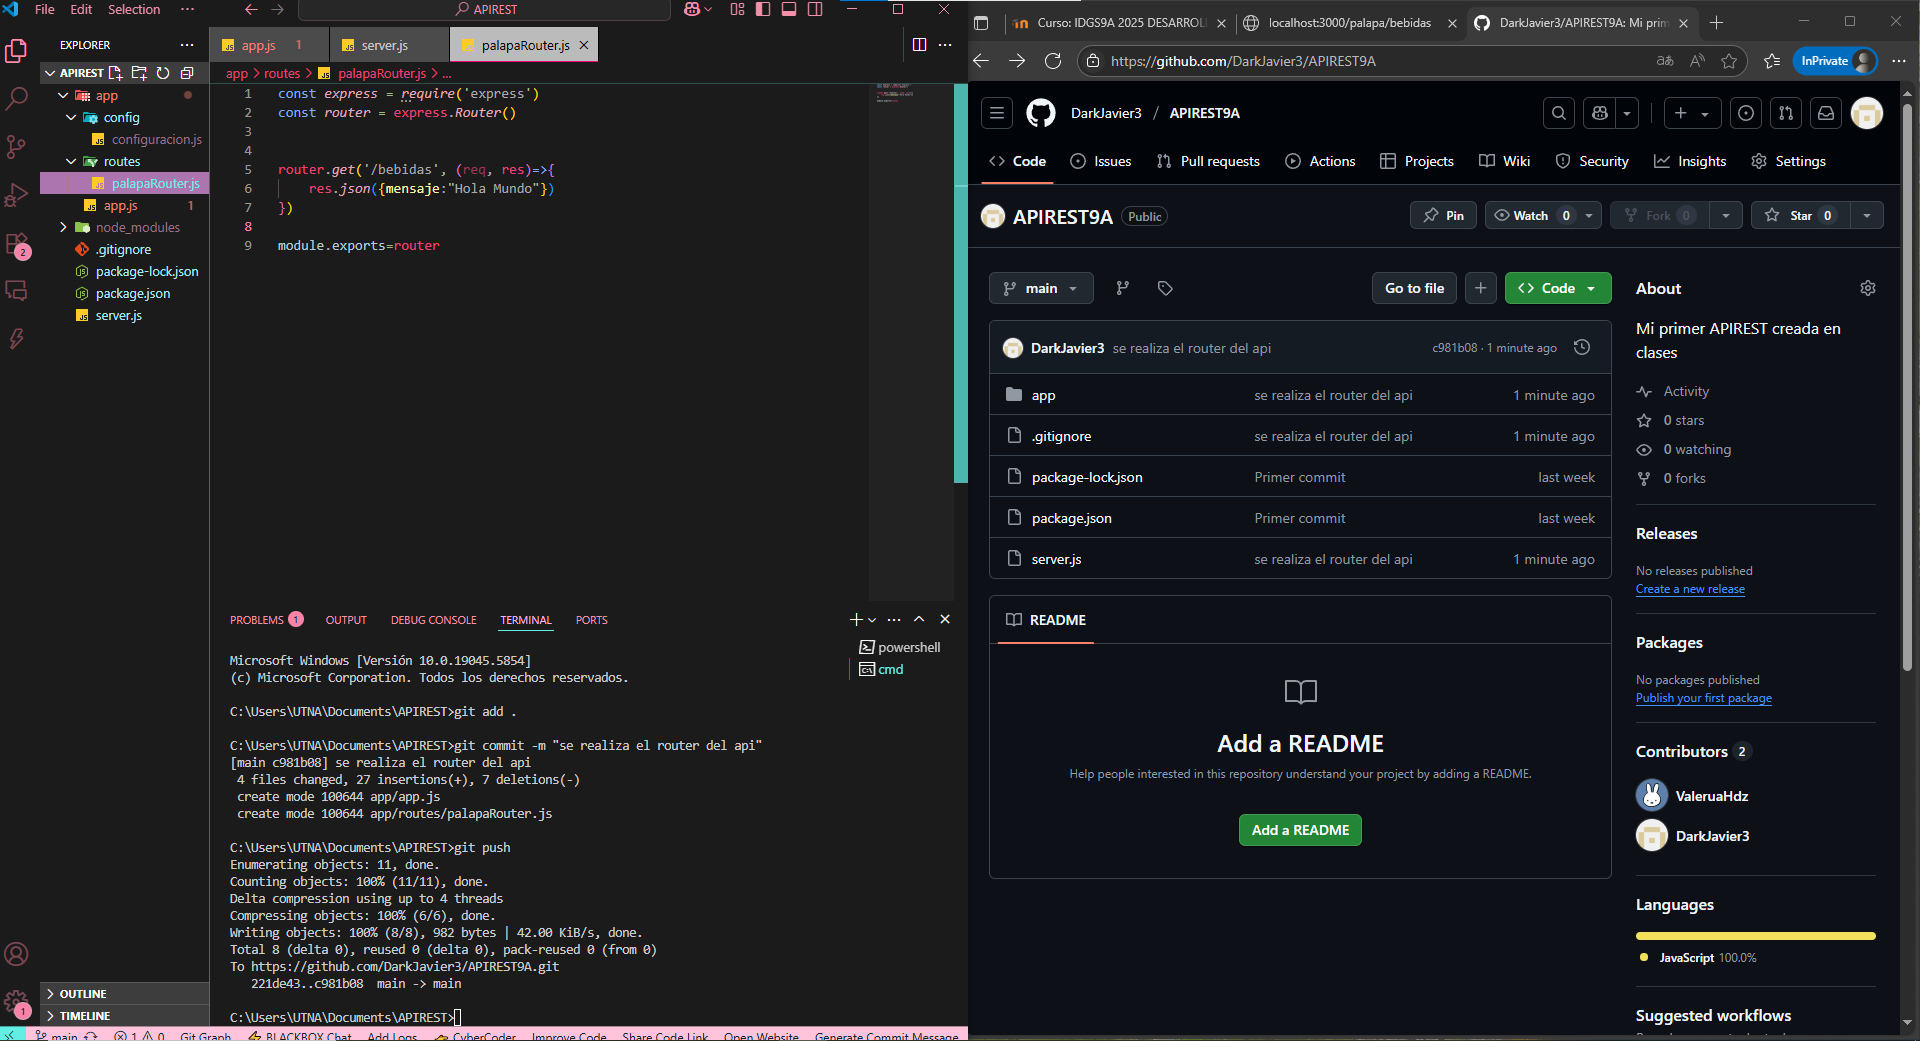 File Edit Selection ··· APIREST
EXPLORER ···
APIREST
app
config
configuracion.js
routes
palapaRouter.js
app.js 1
node_modules
.gitignore
package-lock.json
package.json
server.js
OUTLINE
TIMELINE
app.js 1 server.js palapaRouter.js
app > routes > palapaRouter.js > ...
1 const express = require('express')
2 const router = express.Router()
3
4
5 router.get('/bebidas', (req, res)=>{
6 res.json({mensaje:"Hola Mundo"})
7 })
8
9 module.exports=router
PROBLEMS 1 OUTPUT DEBUG CONSOLE TERMINAL PORTS
powershell
cmd
Microsoft Windows [Versión 10.0.19045.5854]
(c) Microsoft Corporation. Todos los derechos reservados.
C:\Users\UTNA\Documents\APIREST>git add .
C:\Users\UTNA\Documents\APIREST>git commit -m "se realiza el router del api"
[main c981b08] se realiza el router del api
4 files changed, 27 insertions(+), 7 deletions(-)
create mode 100644 app/app.js
create mode 100644 app/routes/palapaRouter.js
C:\Users\UTNA\Documents\APIREST>git push
Enumerating objects: 11, done.
Counting objects: 100% (11/11), done.
Delta compression using up to 4 threads
Compressing objects: 100% (6/6), done.
Writing objects: 100% (8/8), 982 bytes | 42.00 KiB/s, done.
Total 8 (delta 0), reused 0 (delta 0), pack-reused 0 (from 0)
To https://github.com/DarkJavier3/APIREST9A.git
221de43..c981b08 main -> main
C:\Users\UTNA\Documents\APIREST>
main 1 0 Git Graph BLACKBOX Chat Add Logs CyberCoder Improve Code Share Code Link Open Website Generate Commit Message
2
1
Curso: IDGS9A 2025 DESARROL localhost:3000/palapa/bebidas DarkJavier3/APIREST9A: Mi prim
https://github.com/DarkJavier3/APIREST9A InPrivate
DarkJavier3 / APIREST9A
Code Issues Pull requests Actions Projects Wiki Security Insights Settings
APIREST9A Public Pin Watch 0 Fork 0 Star 0
main Go to file Code
DarkJavier3 se realiza el router del api c981b08 · 1 minute ago
app se realiza el router del api 1 minute ago
.gitignore se realiza el router del api 1 minute ago
package-lock.json Primer commit last week
package.json Primer commit last week
server.js se realiza el router del api 1 minute ago
README
Add a README
Help people interested in this repository understand your project by adding a README.
Add a README
About
Mi primer APIREST creada en
clases
Activity
0 stars
0 watching
0 forks
Releases
No releases published
Create a new release
Packages
No packages published
Publish your first package
Contributors 2
ValeruaHdz
DarkJavier3
Languages
JavaScript 100.0%
Suggested workflows